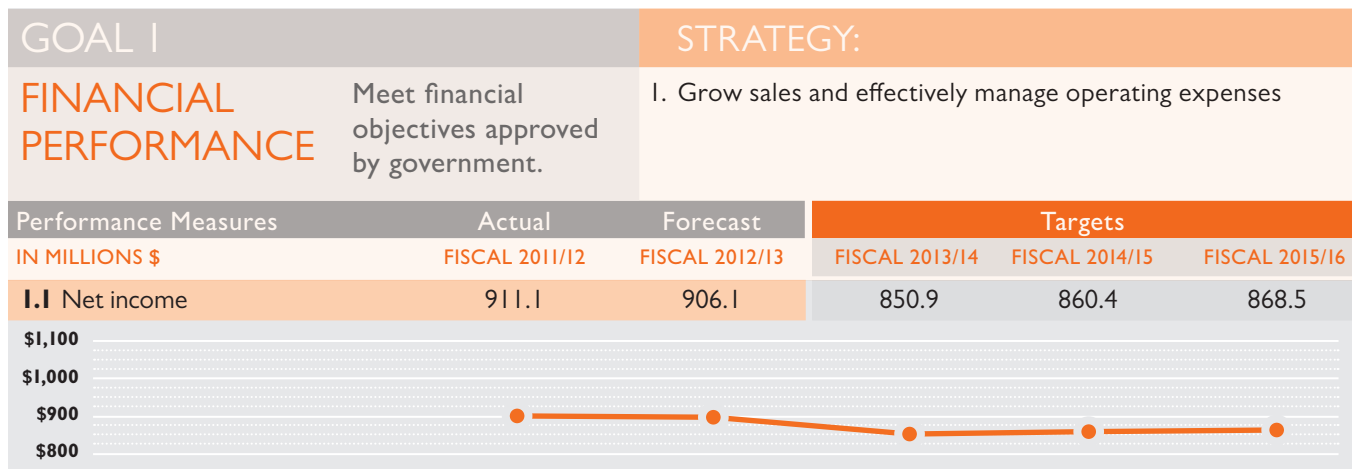 GOAL 1
STRATEGY:
FINANCIAL
PERFORMANCE
Meet financial
objectives approved
by government.
1. Grow sales and effectively manage operating expenses
Performance Measures Actual Forecast Targets
IN MILLIONS $ FISCAL 2011/12 FISCAL 2012/13 FISCAL 2013/14 FISCAL 2014/15 FISCAL 2015/16
1.1 Net income 911.1 906.1 850.9 860.4 868.5
$1,100
$1,000
$900
$800